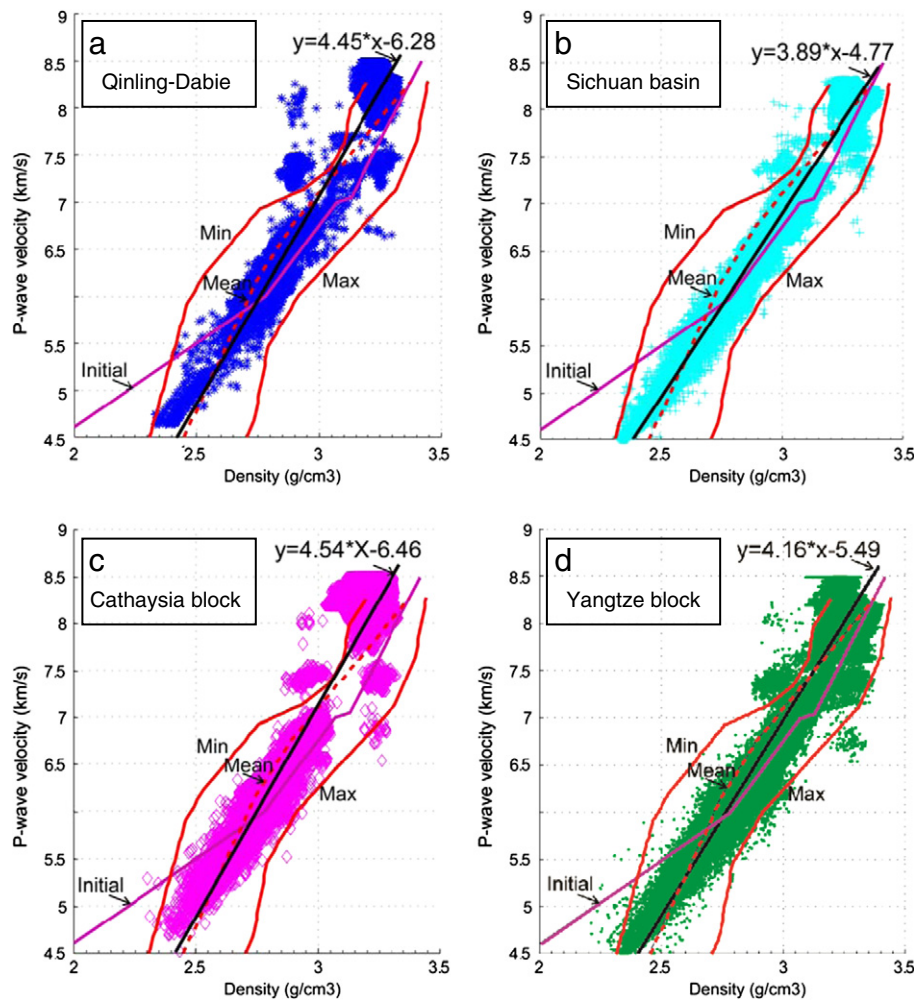 a
Qinling-Dabie
y=4.45*x-6.28
9
8.5
8
7.5
7
6.5
6
5.5
5
4.5
P-wave velocity (km/s)
Min
Mean
Max
Initial
2
2.5
3
3.5
Density (g/cm3)
b
Sichuan basin
y=3.89*x-4.77
9
8.5
8
7.5
7
6.5
6
5.5
5
4.5
P-wave velocity (km/s)
Min
Mean
Max
Initial
2
2.5
3
3.5
Density (g/cm3)
c
Cathaysia block
y=4.54*X-6.46
9
8.5
8
7.5
7
6.5
6
5.5
5
4.5
P-wave velocity (km/s)
Min
Mean
Max
Initial
2
2.5
3
3.5
Density (g/cm3)
d
Yangtze block
y=4.16*x-5.49
9
8.5
8
7.5
7
6.5
6
5.5
5
4.5
P-wave velocity (km/s)
Min
Mean
Max
Initial
2
2.5
3
3.5
Density (g/cm3)